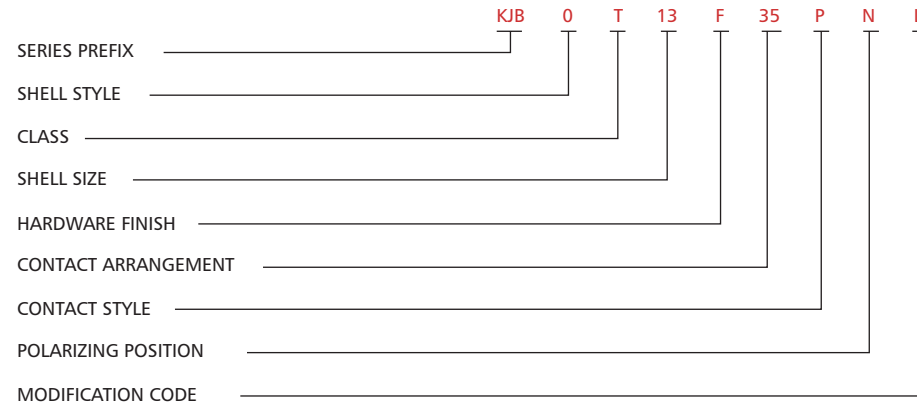 KJB 0 T 13 F 35 P N
SERIES PREFIX
SHELL STYLE
CLASS
SHELL SIZE
HARDWARE FINISH
CONTACT ARRANGEMENT
CONTACT STYLE
POLARIZING POSITION
MODIFICATION CODE